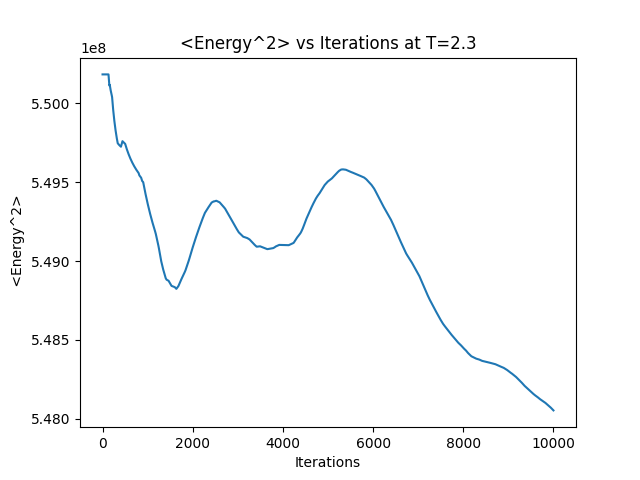 <Energy^2> vs Iterations at T=2.3
1e8
5.500
5.495
5.490
5.485
5.480
<Energy^2>
0 2000 4000 6000 8000 10000
Iterations